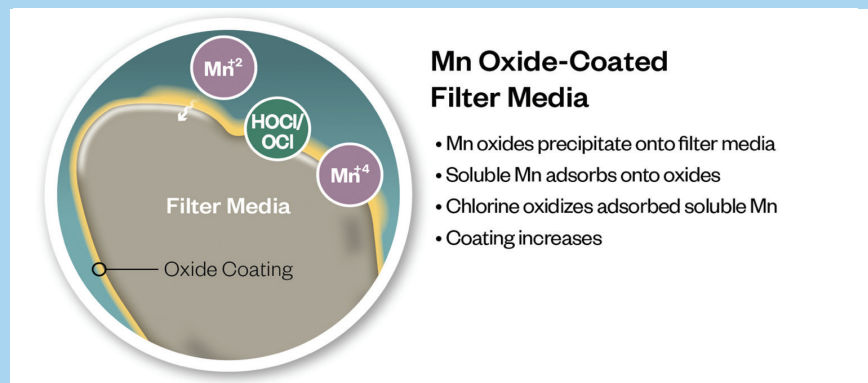 Mn+2
HOCl/
OCl
Mn+4
Filter Media
Oxide Coating
Mn Oxide-Coated
Filter Media
• Mn oxides precipitate onto filter media
• Soluble Mn adsorbs onto oxides
• Chlorine oxidizes adsorbed soluble Mn
• Coating increases